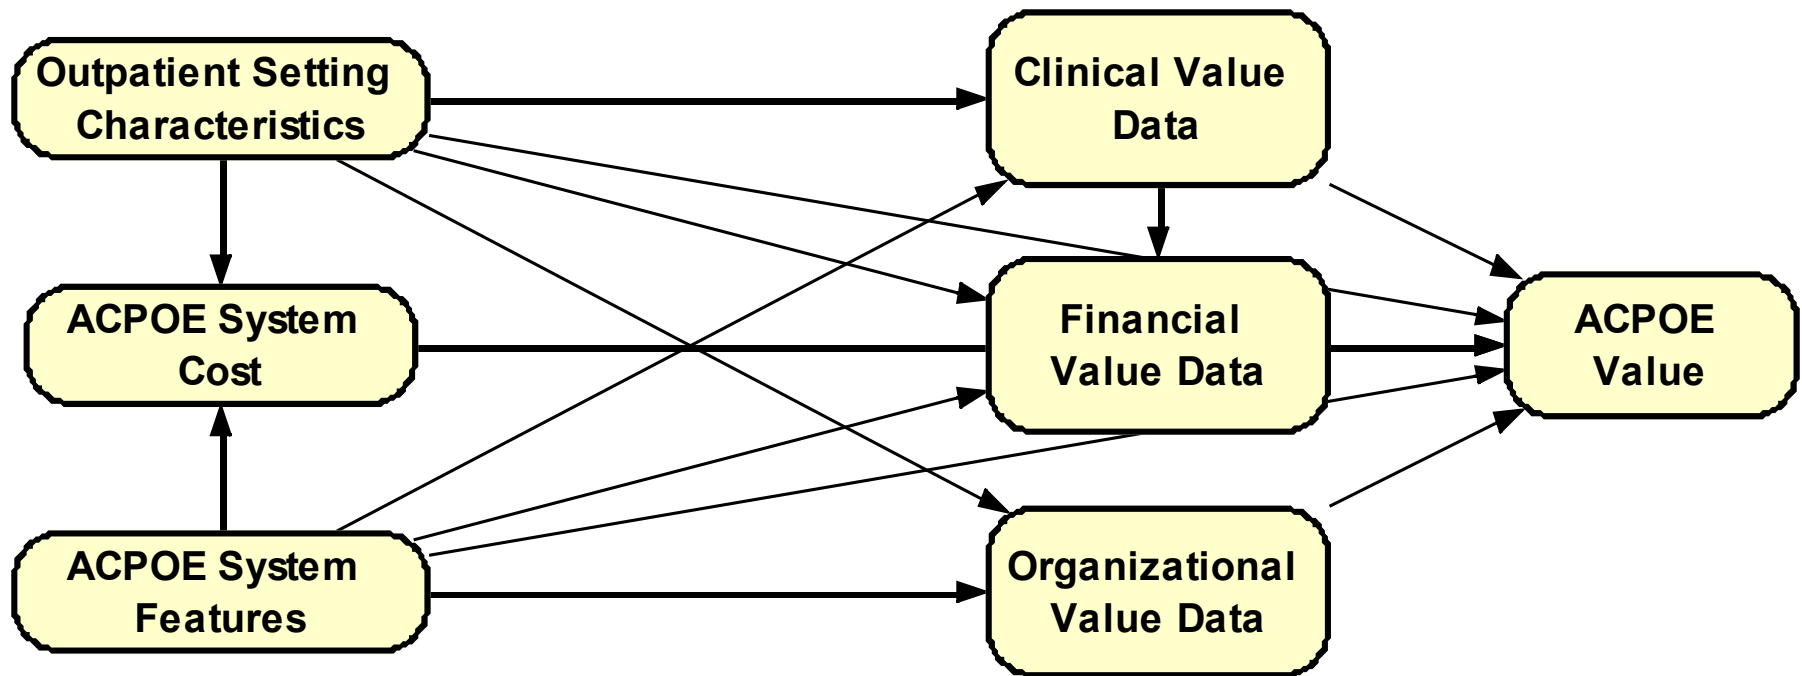 Outpatient Setting
Characteristics
Clinical Value
Data
ACPOE System
Cost
Financial
Value Data
ACPOE
Value
ACPOE System
Features
Organizational
Value Data